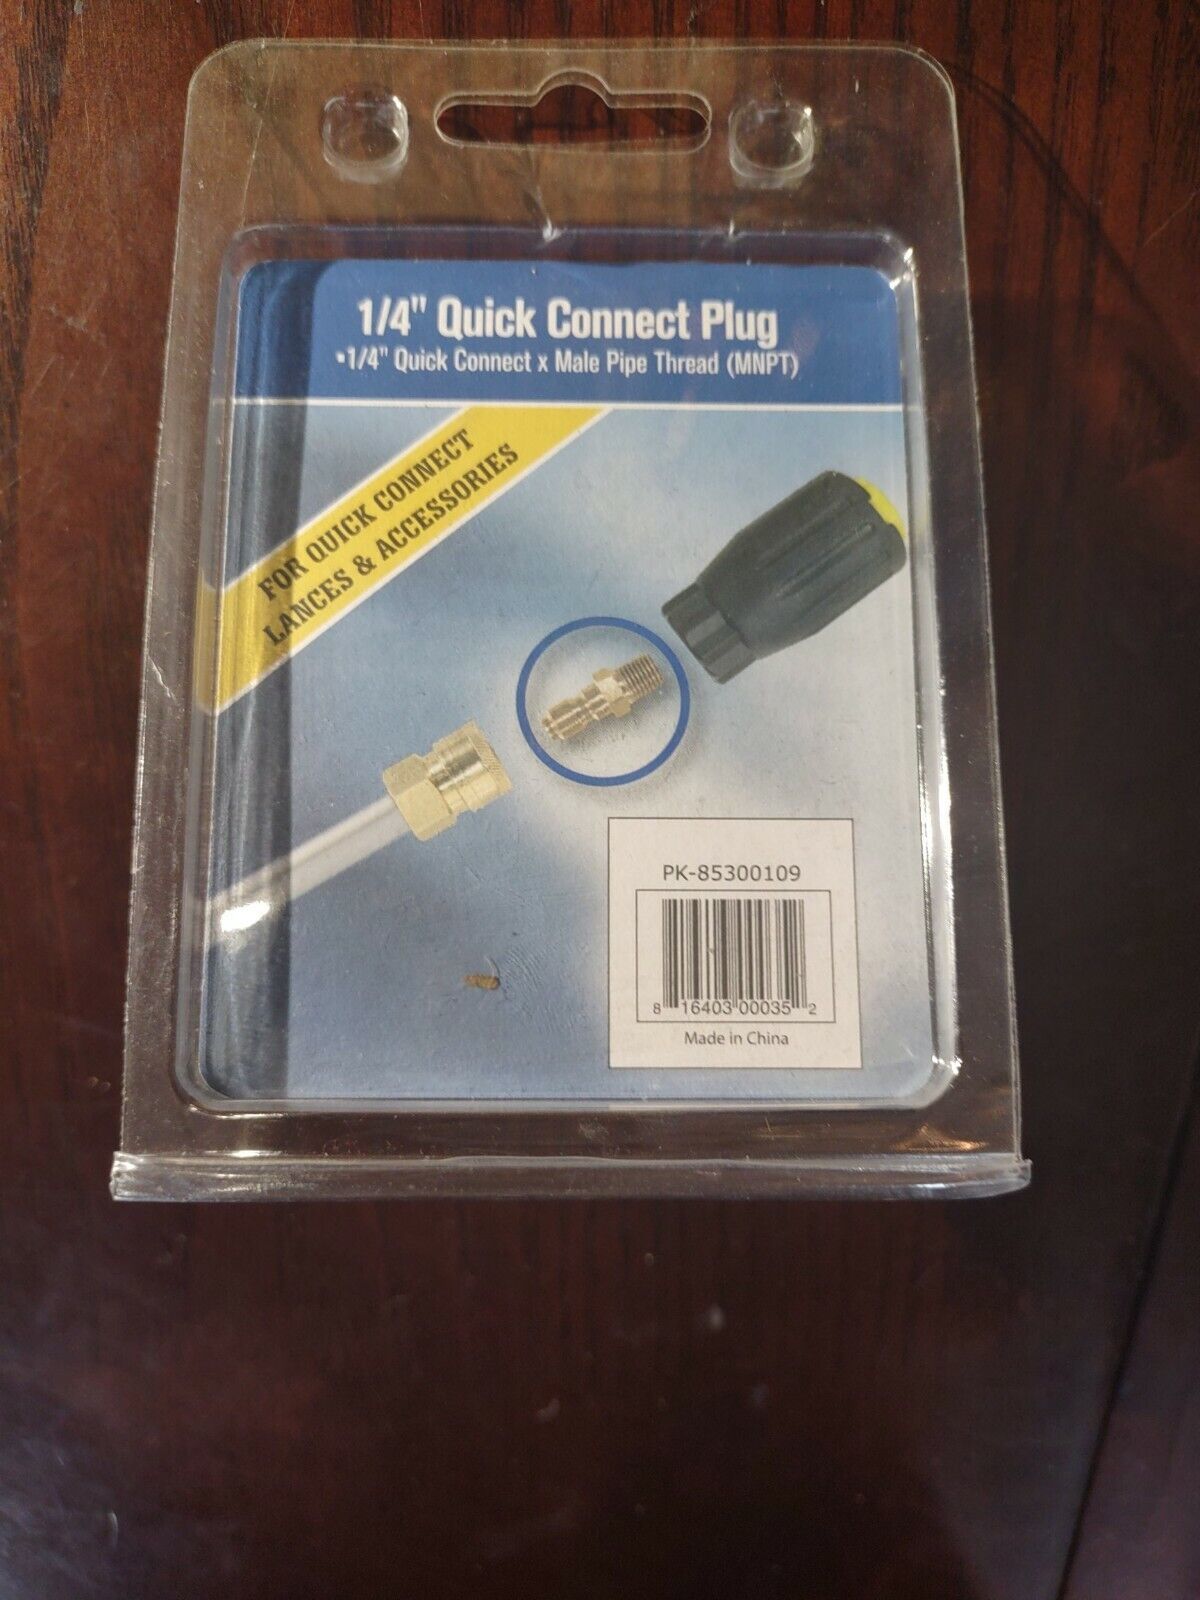 1/4" Quick Connect Plug
▪1/4" Quick Connect x Male Pipe Thread (MNPT)
FOR QUICK CONNECT
LANCES & ACCESSORIES
PK-85300109
8 16403 00035 2
Made in China